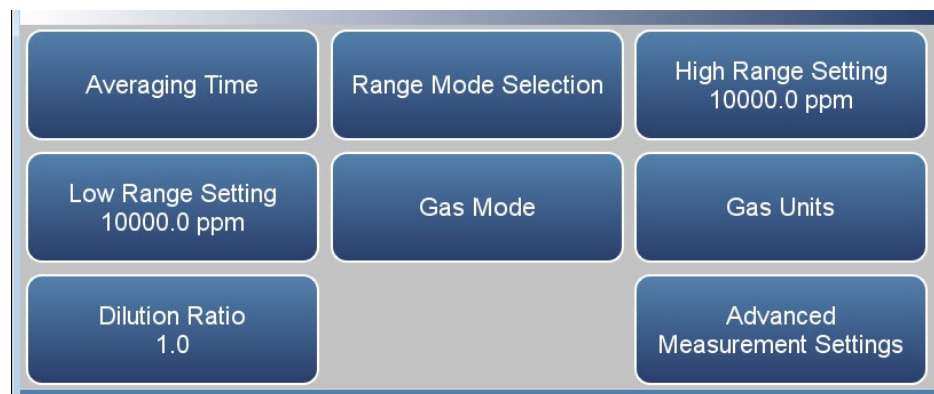 Averaging Time
Range Mode Selection
High Range Setting
10000.0 ppm
Low Range Setting
10000.0 ppm
Gas Mode
Gas Units
Dilution Ratio
1.0
Advanced
Measurement Settings